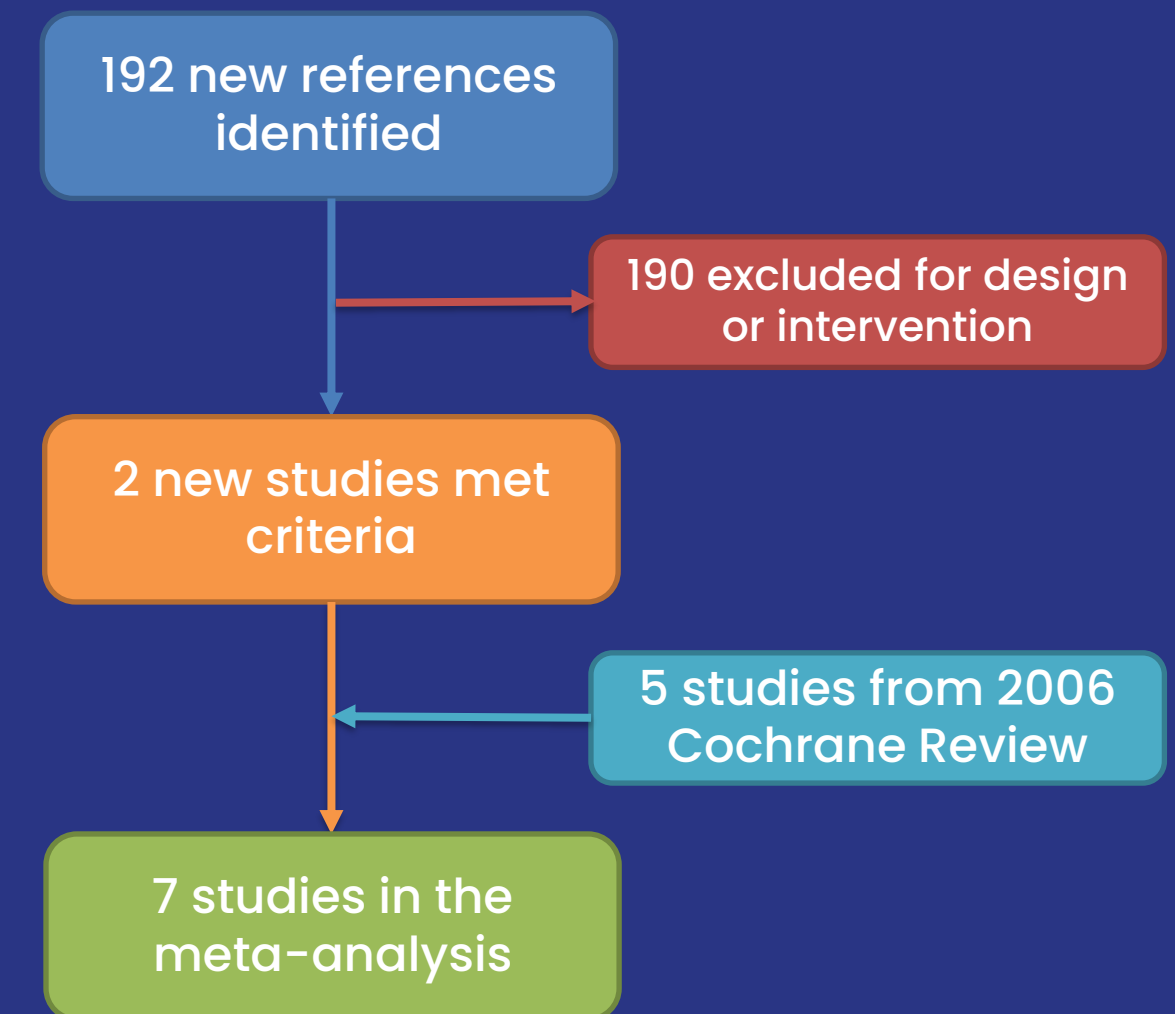 192 new references
identified
190 excluded for design
or intervention
2 new studies met
criteria
5 studies from 2006
Cochrane Review
7 studies in the
meta-analysis